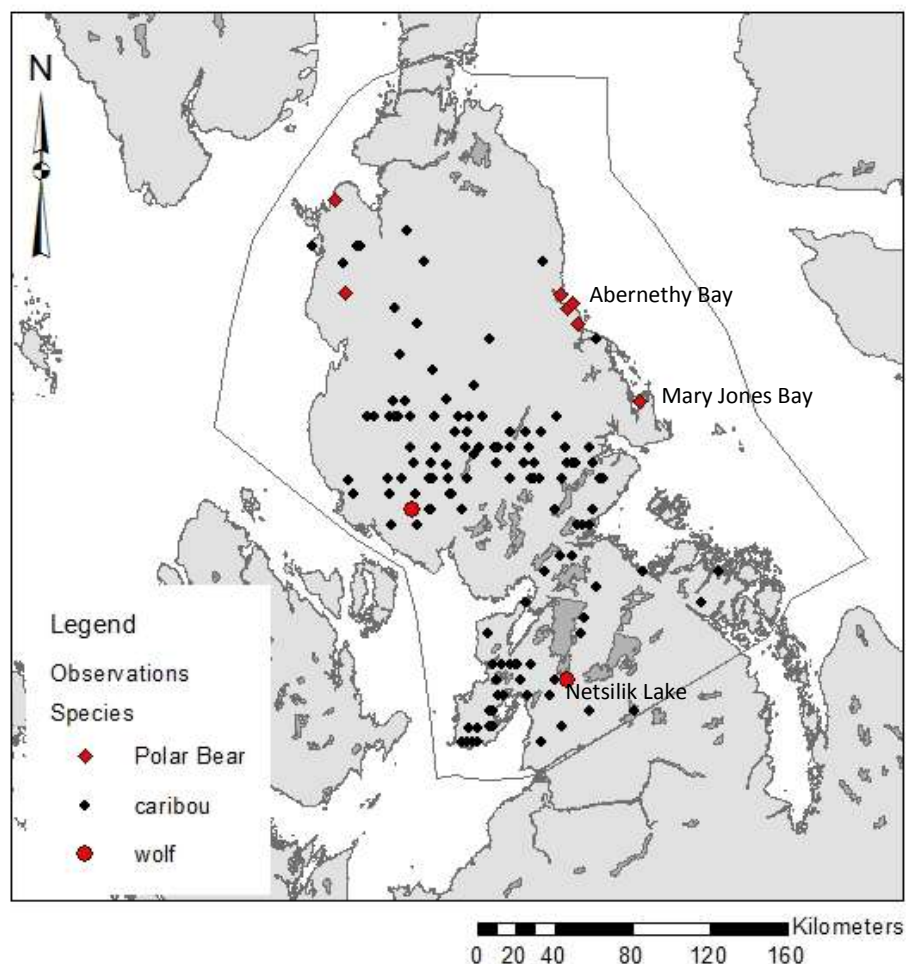 N
Abernethy Bay
Mary Jones Bay
Netsilik Lake
Legend
Observations
Species
Polar Bear
caribou
wolf
Kilometers
0 20 40 80 120 160